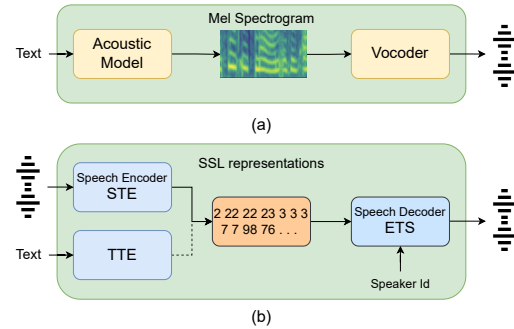 Mel Spectrogram
Text
Acoustic
Model
Vocoder
(a)
SSL representations
Speech Encoder
STE
2 22 22 23 3 3 3
7 7 98 76 . . .
Speech Decoder
ETS
Text
TTE
Speaker Id
(b)